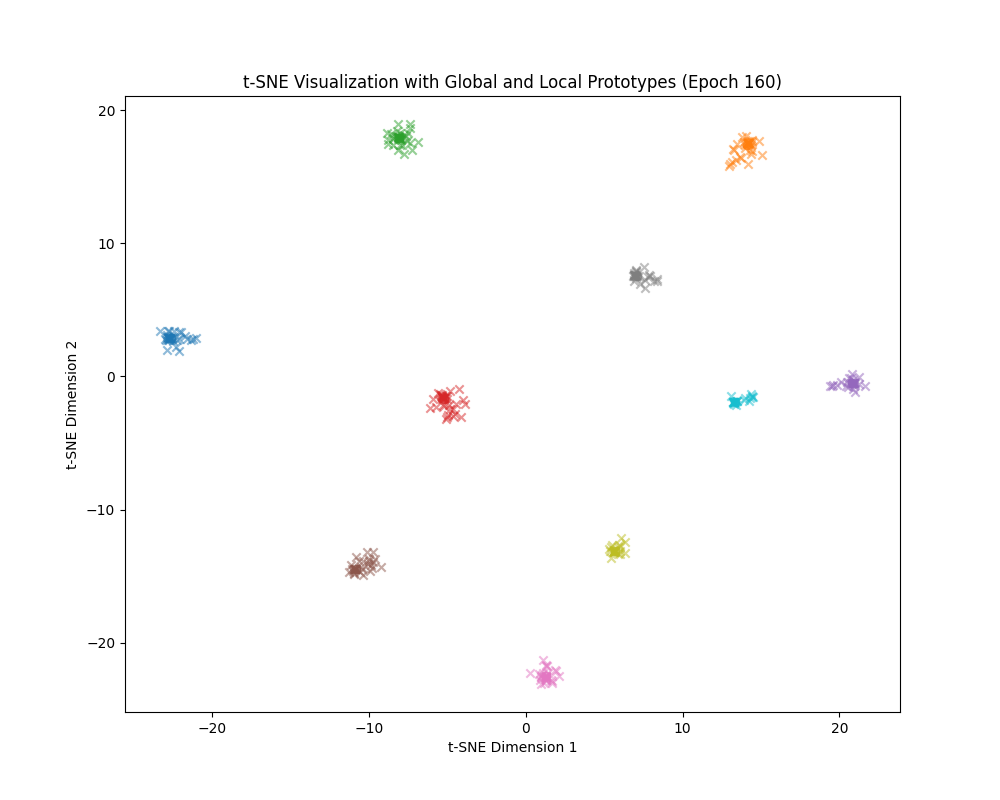 t-SNE Visualization with Global and Local Prototypes (Epoch 160)
20
10
0
−10
−20
t-SNE Dimension 2
−20 −10 0 10 20
t-SNE Dimension 1